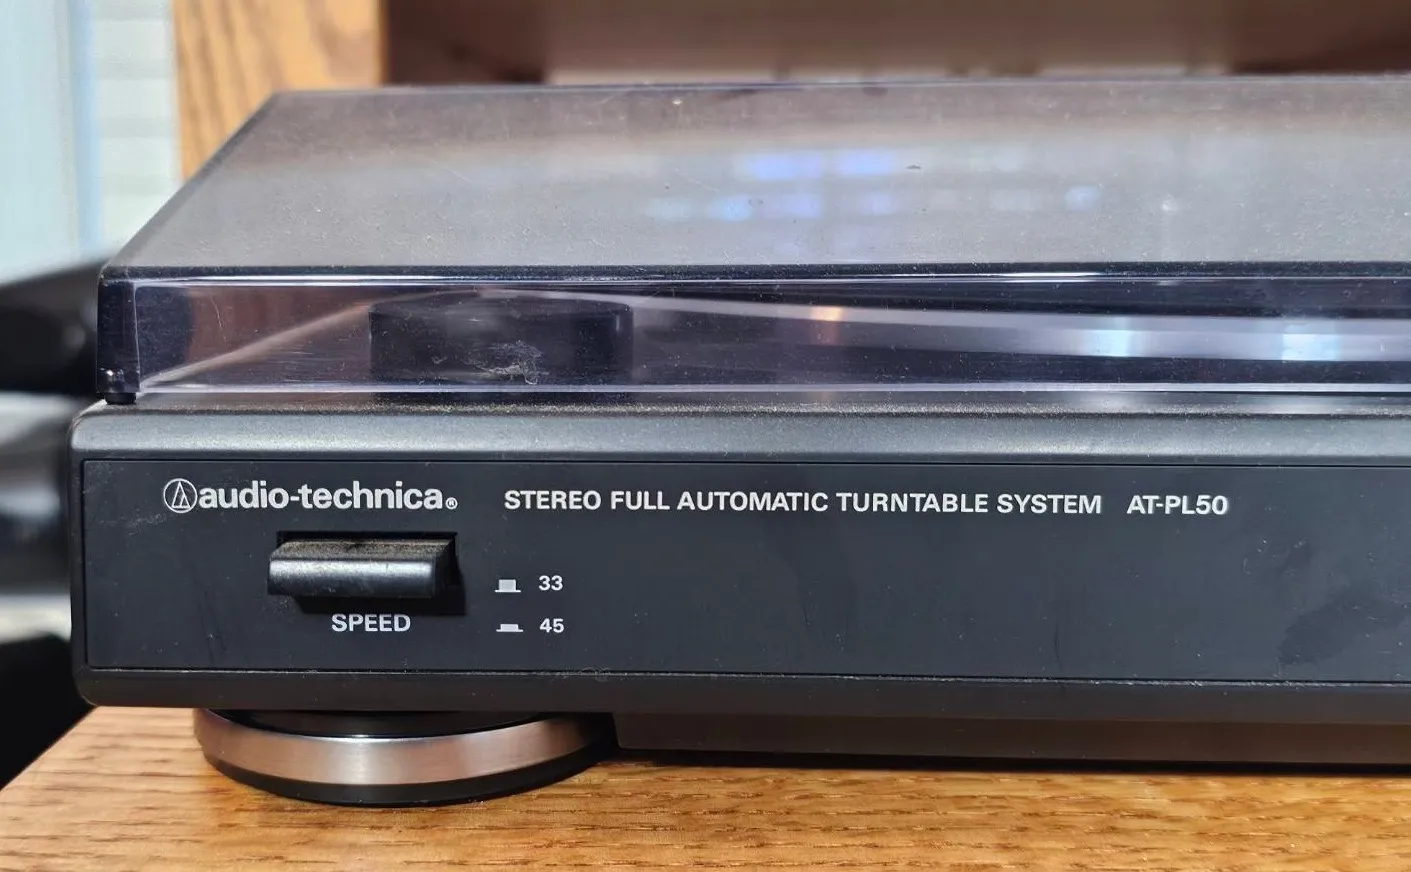 audio-technica®
STEREO FULL AUTOMATIC TURNTABLE SYSTEM AT-PL50
33
SPEED
45